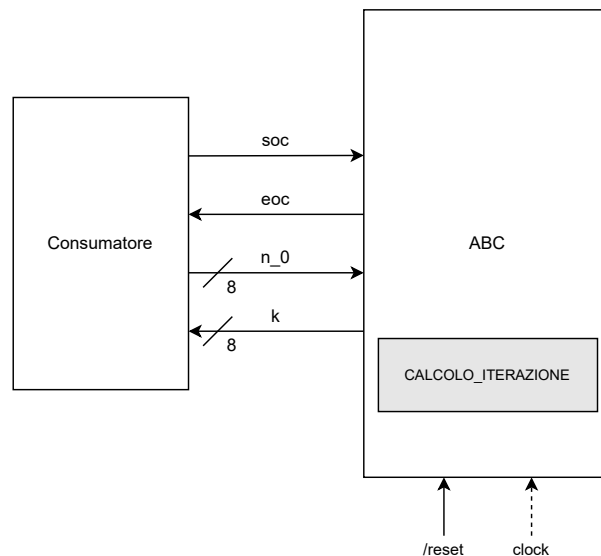 soc
eoc
Consumatore
ABC
n_0
8
k
8
CALCOLO_ITERAZIONE
/reset
clock